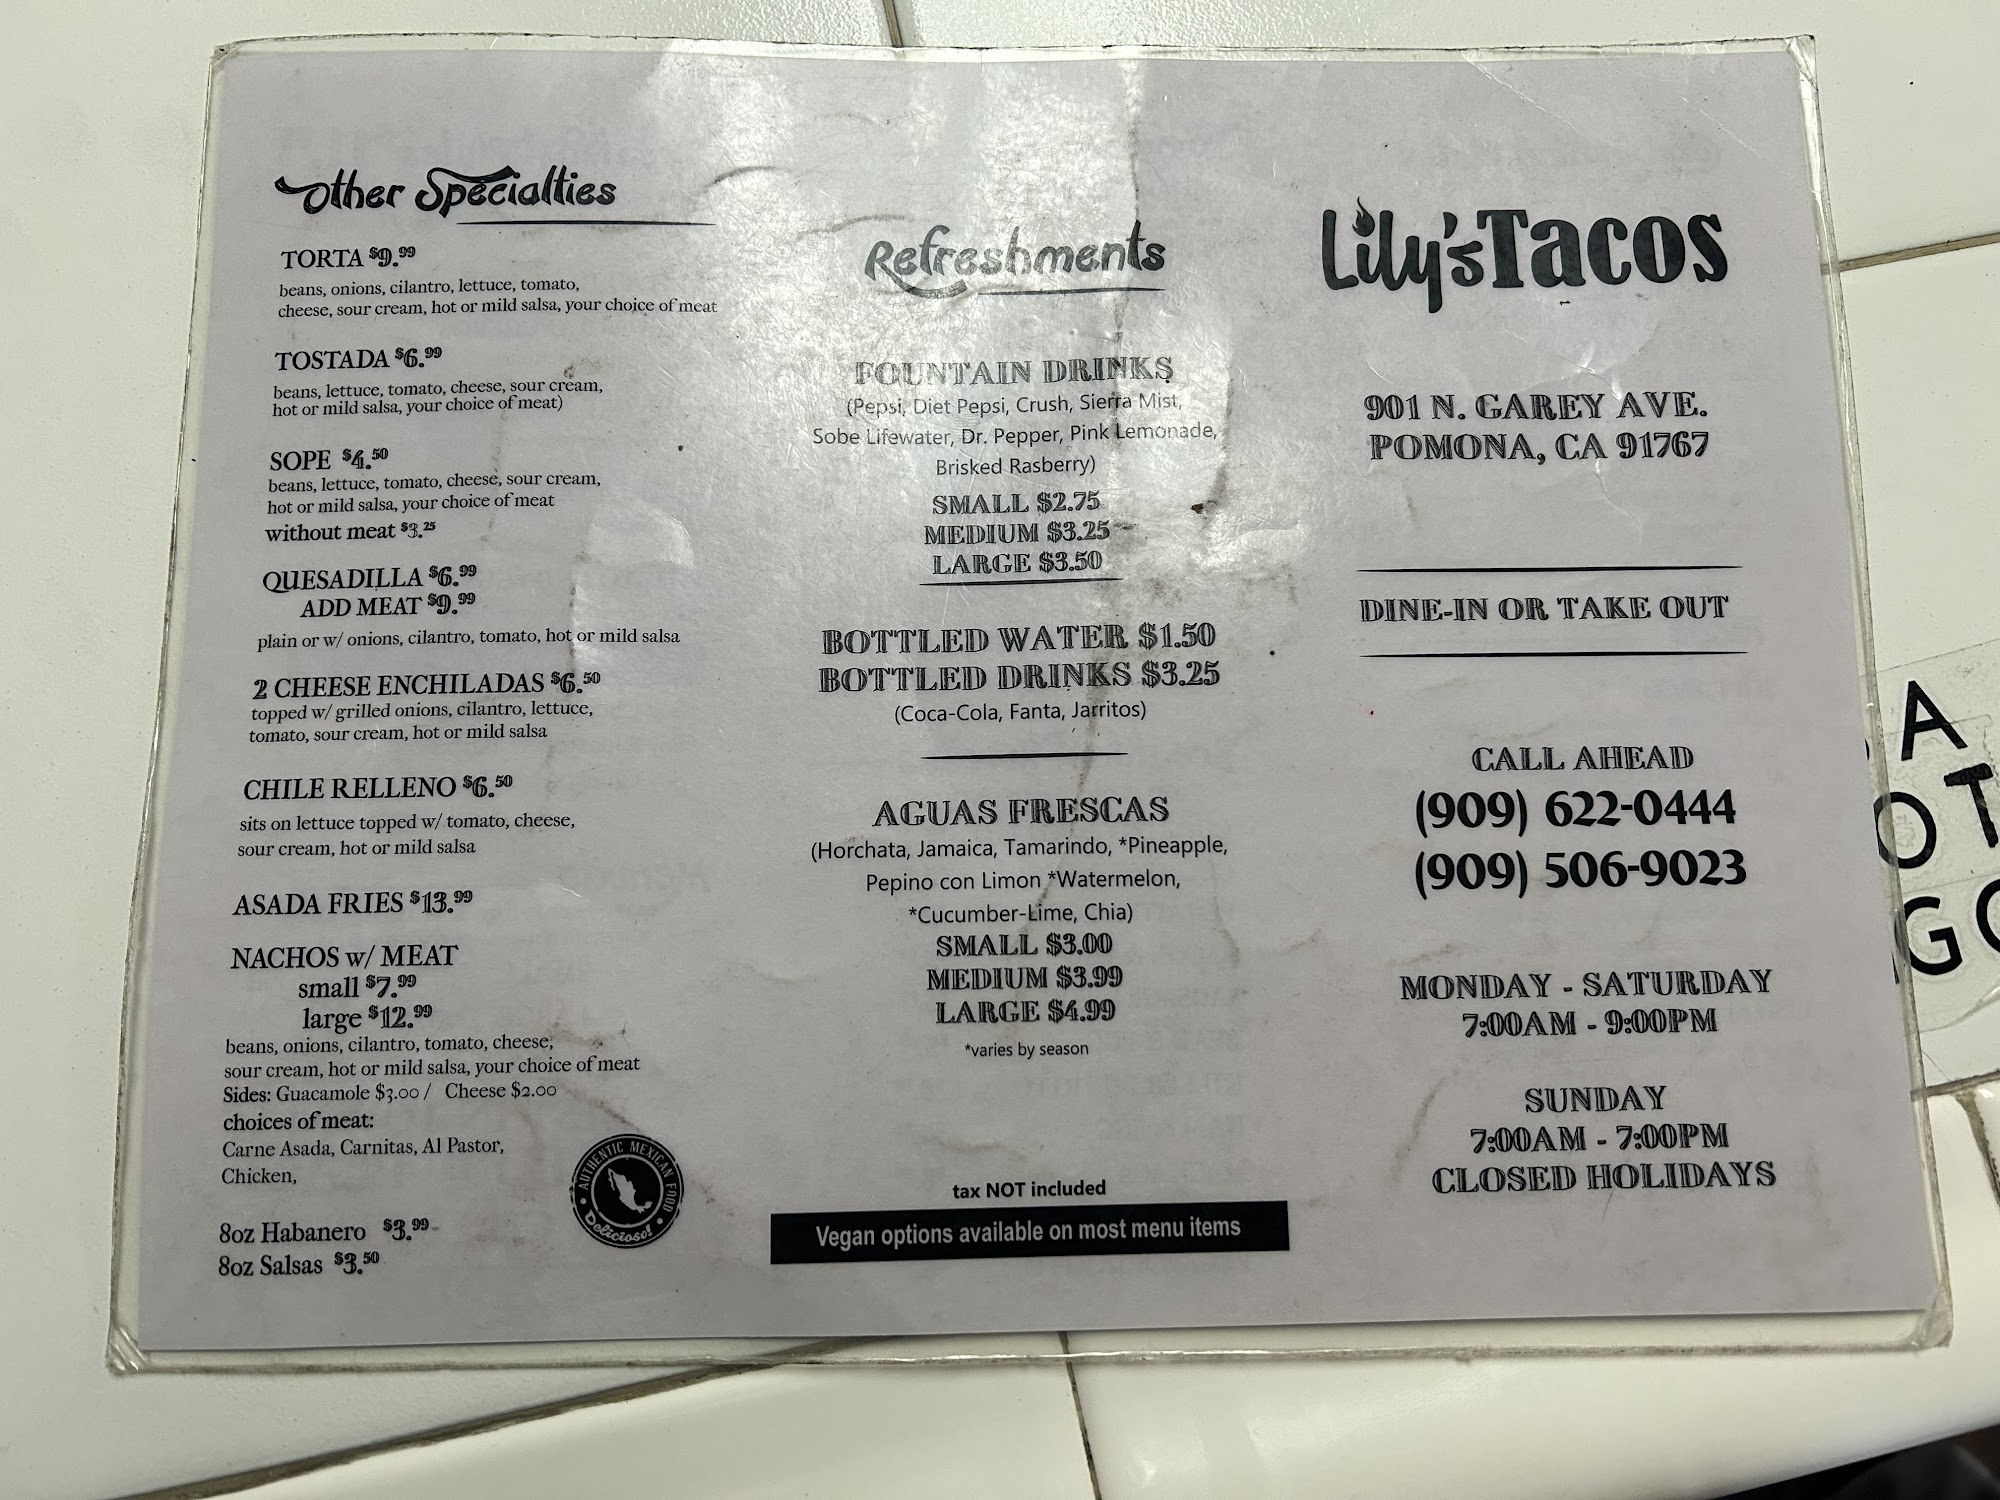 Other Specialties
TORTA $9.99
beans, onions, cilantro, lettuce, tomato,
cheese, sour cream, hot or mild salsa, your choice of meat
TOSTADA $6.99
beans, lettuce, tomato, cheese, sour cream,
hot or mild salsa, your choice of meat)
SOPE $4.50
beans, lettuce, tomato, cheese, sour cream,
hot or mild salsa, your choice of meat
without meat $3.25
QUESADILLA $6.99
ADD MEAT $9.99
plain or w/ onions, cilantro, tomato, hot or mild salsa
2 CHEESE ENCHILADAS $6.50
topped w/ grilled onions, cilantro, lettuce,
tomato, sour cream, hot or mild salsa
CHILE RELLENO $6.50
sits on lettuce topped w/ tomato, cheese,
sour cream, hot or mild salsa
ASADA FRIES $13.99
NACHOS w/ MEAT
small $7.99
large $12.99
beans, onions, cilantro, tomato, cheese,
sour cream, hot or mild salsa, your choice of meat
Sides: Guacamole $3.00 / Cheese $2.00
choices of meat:
Carne Asada, Carnitas, Al Pastor,
Chicken,
8oz Habanero $3.99
8oz Salsas $3.50
AUTHENTIC MEXICAN FOOD
Delicioso!
Refreshments
FOUNTAIN DRINKS
(Pepsi, Diet Pepsi, Crush, Sierra Mist,
Sobe Lifewater, Dr. Pepper, Pink Lemonade,
Brisked Rasberry)
SMALL $2.75
MEDIUM $3.25
LARGE $3.50
BOTTLED WATER $1.50
BOTTLED DRINKS $3.25
(Coca-Cola, Fanta, Jarritos)
AGUAS FRESCAS
(Horchata, Jamaica, Tamarindo, *Pineapple,
Pepino con Limon *Watermelon,
*Cucumber-Lime, Chia)
SMALL $3.00
MEDIUM $3.99
LARGE $4.99
*varies by season
tax NOT included
Vegan options available on most menu items
Lily's Tacos
901 N. GAREY AVE.
POMONA, CA 91767
DINE-IN OR TAKE OUT
CALL AHEAD
(909) 622-0444
(909) 506-9023
MONDAY - SATURDAY
7:00AM - 9:00PM
SUNDAY
7:00AM - 7:00PM
CLOSED HOLIDAYS